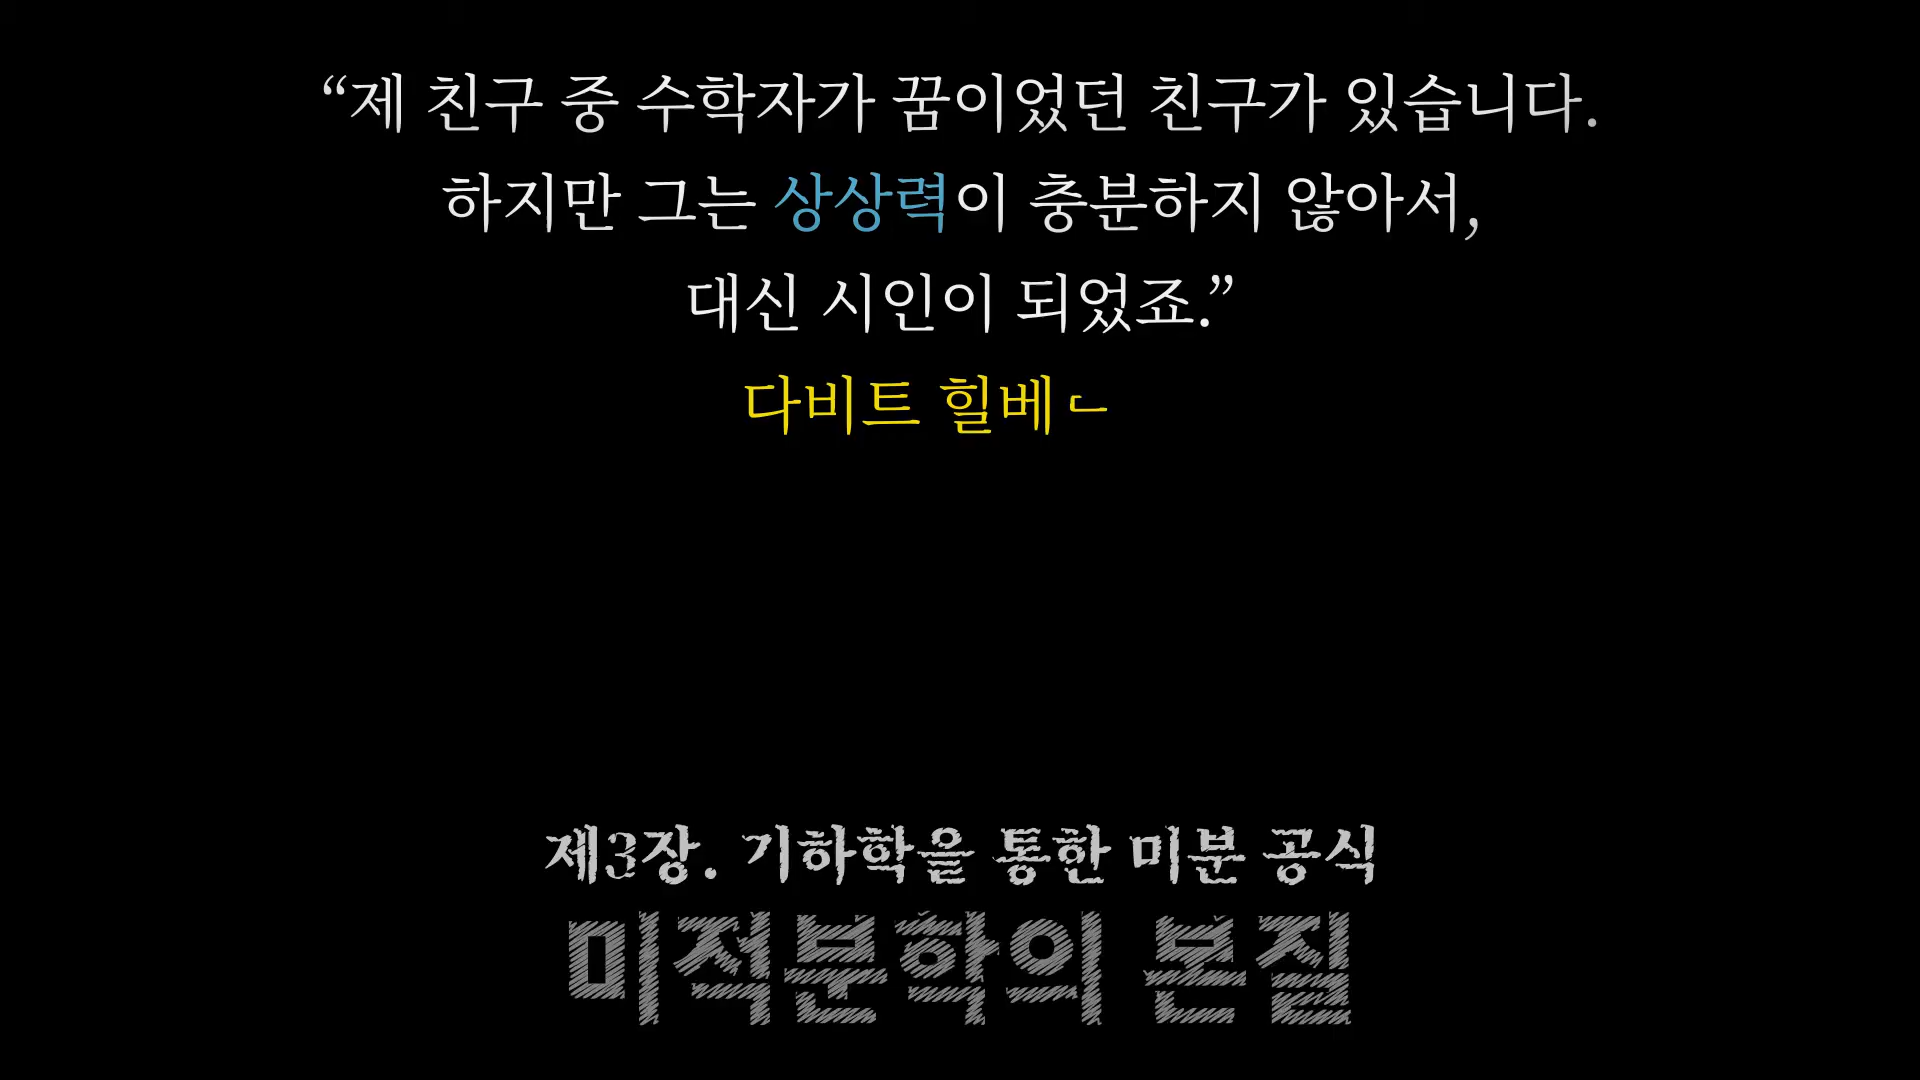 “제 친구 중 수학자가 꿈이었던 친구가 있습니다.
하지만 그는 상상력이 충분하지 않아서,
대신 시인이 되었죠.”
다비트 힐베ㄴ
제3장. 기하학을 통한 미분 공식
미적분학의 본질